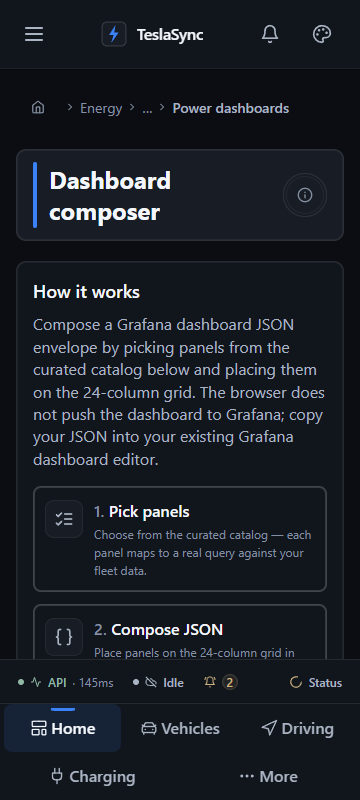 TeslaSync
Energy ... Power dashboards
Dashboard
composer
How it works
Compose a Grafana dashboard JSON
envelope by picking panels from the
curated catalog below and placing them
on the 24-column grid. The browser does
not push the dashboard to Grafana; copy
your JSON into your existing Grafana
dashboard editor.
1. Pick panels
Choose from the curated catalog — each
panel maps to a real query against your
fleet data.
2. Compose JSON
Place panels on the 24-column grid in
API · 145ms Idle 2 Status
Home Vehicles Driving
Charging More